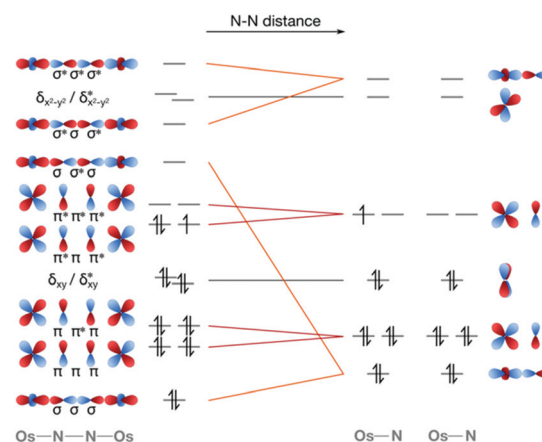 N-N distance
σ* σ* σ*
δx²-y² / δ*x²-y²
σ* σ σ*
σ σ* σ
π* π* π*
π* π π*
δxy / δ*xy
π π* π
π π π
σ σ σ
Os—N—N—Os Os—N Os—N